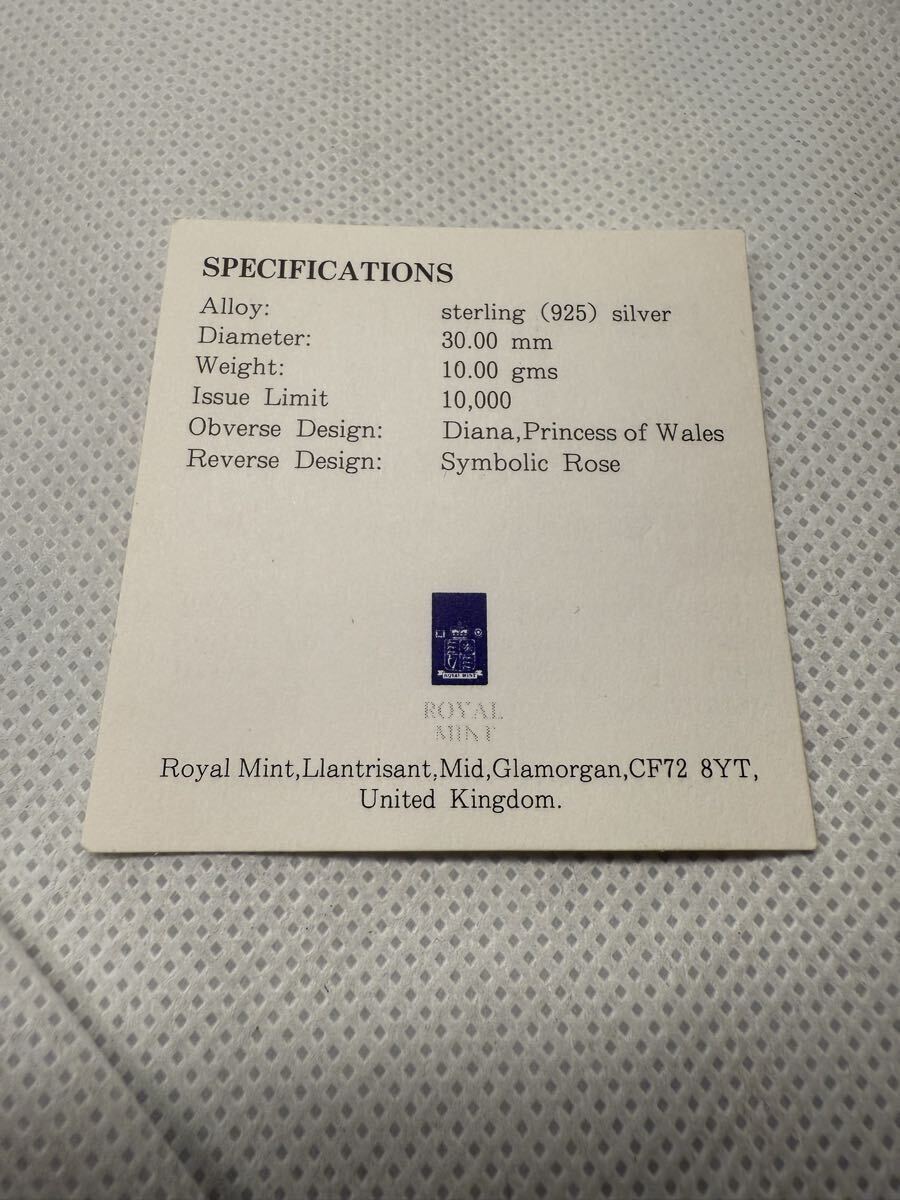 SPECIFICATIONS
Alloy: sterling (925) silver
Diameter: 30.00 mm
Weight: 10.00 gms
Issue Limit 10,000
Obverse Design: Diana,Princess of Wales
Reverse Design: Symbolic Rose
ROYAL MINT
ROYAL
MINT
Royal Mint,Llantrisant,Mid,Glamorgan,CF72 8YT,
United Kingdom.